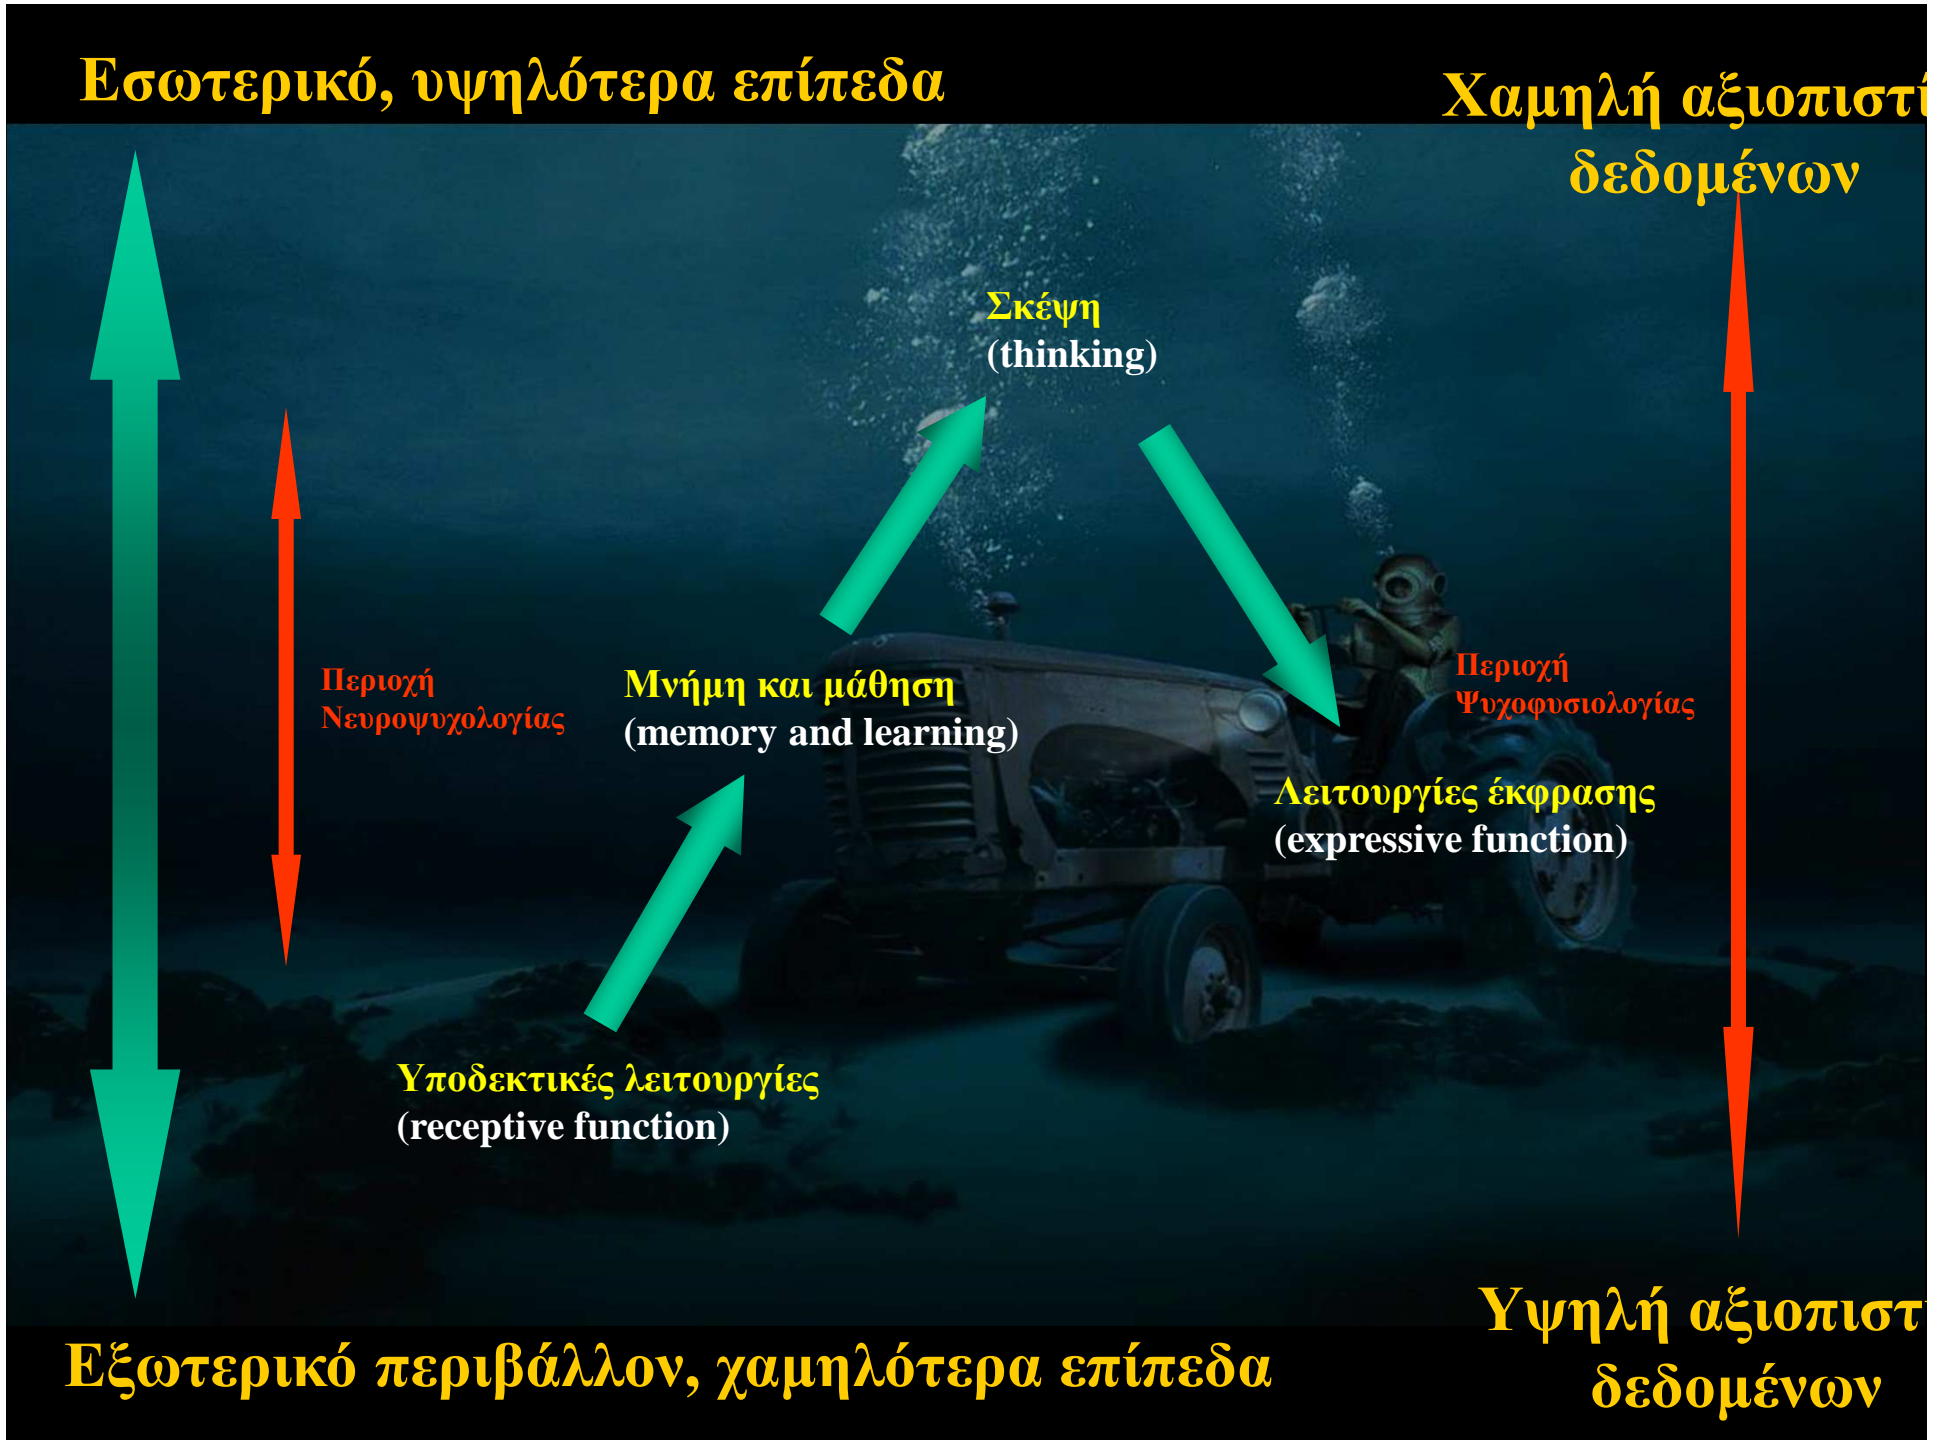 Εσωτερικό, υψηλότερα επίπεδα
Χαμηλή αξιοπιστί
δεδομένων
Σκέψη
(thinking)
Περιοχή
Νευροψυχολογίας
Μνήμη και μάθηση
(memory and learning)
Περιοχή
Ψυχοφυσιολογίας
Λειτουργίες έκφρασης
(expressive function)
Υποδεκτικές λειτουργίες
(receptive function)
Εξωτερικό περιβάλλον, χαμηλότερα επίπεδα
Υψηλή αξιοπιστ
δεδομένων